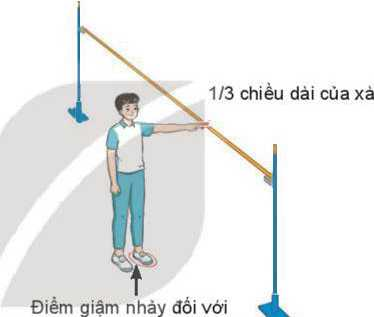 1/3 chiều dài của xà
Điểm giậm nhảy đối với